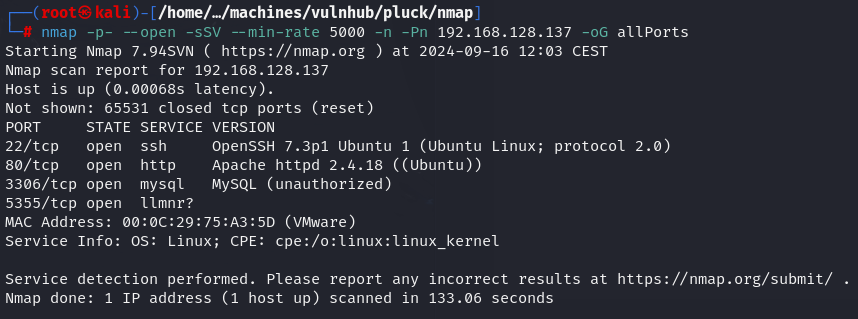 ┌──(root㉿kali)-[/home/…/machines/vulnhub/pluck/nmap]
└─# nmap -p- --open -sSV --min-rate 5000 -n -Pn 192.168.128.137 -oG allPorts
Starting Nmap 7.94SVN ( https://nmap.org ) at 2024-09-16 12:03 CEST
Nmap scan report for 192.168.128.137
Host is up (0.00068s latency).
Not shown: 65531 closed tcp ports (reset)
PORT     STATE SERVICE VERSION
22/tcp   open  ssh     OpenSSH 7.3p1 Ubuntu 1 (Ubuntu Linux; protocol 2.0)
80/tcp   open  http    Apache httpd 2.4.18 ((Ubuntu))
3306/tcp open  mysql   MySQL (unauthorized)
5355/tcp open  llmnr?
MAC Address: 00:0C:29:75:A3:5D (VMware)
Service Info: OS: Linux; CPE: cpe:/o:linux:linux_kernel

Service detection performed. Please report any incorrect results at https://nmap.org/submit/ .
Nmap done: 1 IP address (1 host up) scanned in 133.06 seconds